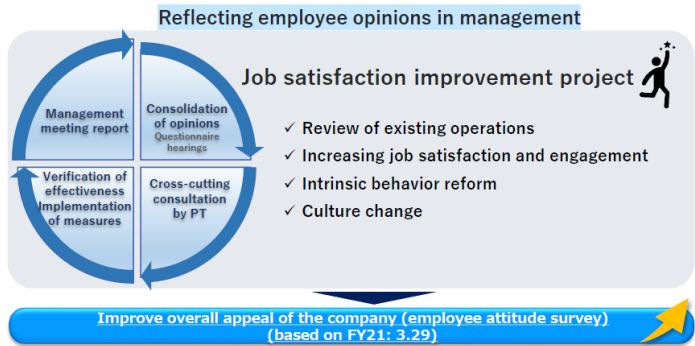 Reflecting employee opinions in management
Job satisfaction improvement project
Management
meeting report
Consolidation
of opinions
Questionnaire
hearings
Verification of
effectiveness
Implementation
of measures
Cross-cutting
consultation
by PT
✓ Review of existing operations
✓ Increasing job satisfaction and engagement
✓ Intrinsic behavior reform
✓ Culture change
Improve overall appeal of the company (employee attitude survey)
(based on FY21: 3.29)